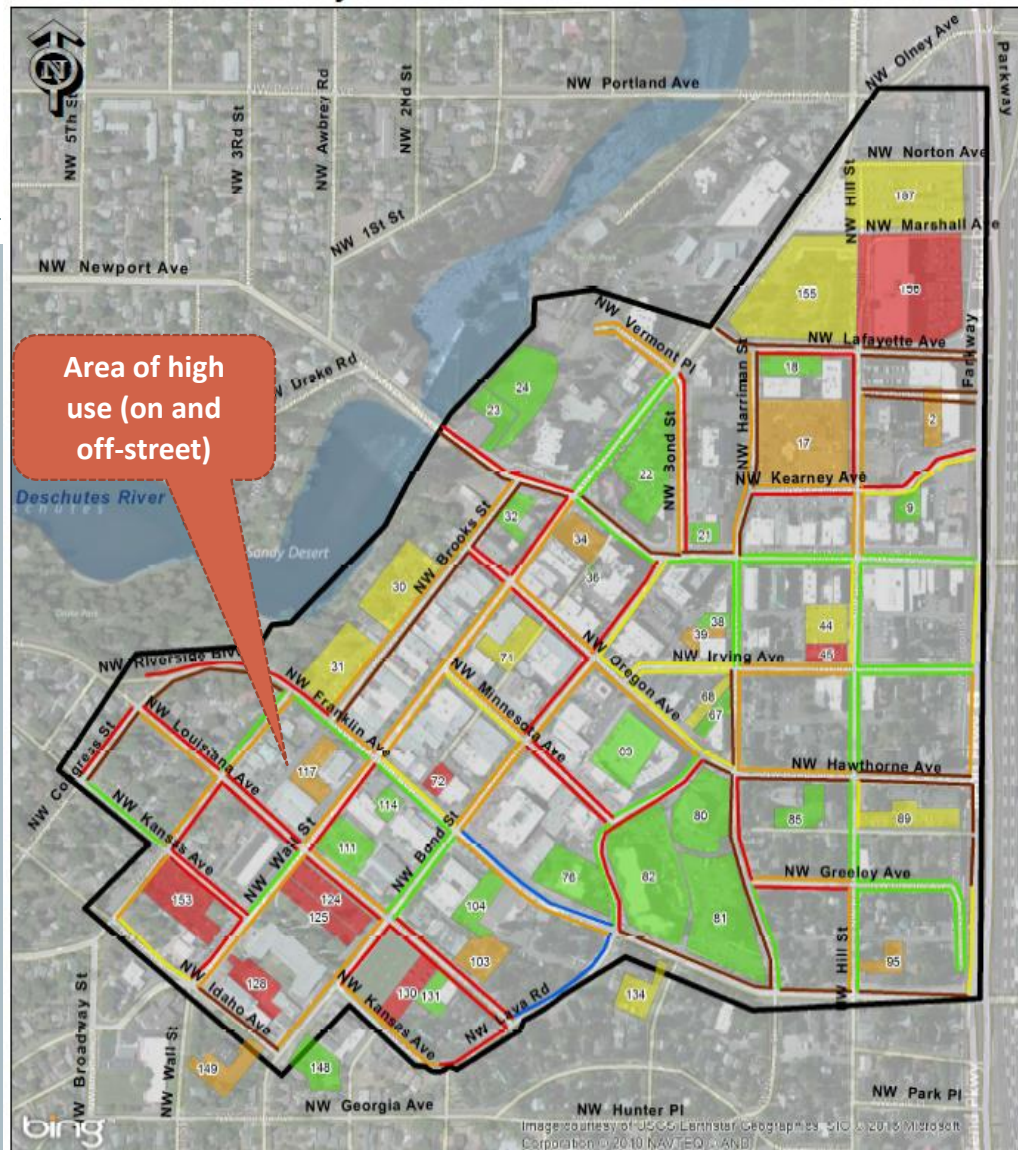 N
NW Olney Ave
Parkway
NW Portland Ave
NW 5Th St
NW 3Rd St
NW Awbrey Rd
NW 2Nd St
NW Norton Ave
NW Hill St
NW 1St St
NW Marshall Ave
NW Newport Ave
155
NW Vermont Pl
NW Lafayette Ave
Parkway
Area of high
use (on and
off-street)
Drake Rd
24
23
18
NW Harriman St
2
17
22
NW Bond St
NW Kearney Ave
Deschutes River
9
32
21
34
Sandy Desert
NW Brooks St
36
30
38
44
39
45
71
NW Irving Ave
31
NW Oregon Ave
NW Riverside Blv
68
67
NW Minnesota Ave
NW Franklin Ave
NW Louisiana Ave
NW Congress St
117
72
NW Hawthorne Ave
114
80
85
89
NW Kansas Ave
111
NW Wall St
NW Bond St
NW Greeley Ave
76
82
153
124
104
125
81
103
NW Hill St
95
128
NW Idaho Ave
NW Kansas Ave
130
131
NW Lava Rd
134
NW Broadway St
NW Wall St
149
148
NW Georgia Ave
NW Hunter Pl
NW Park Pl
bing